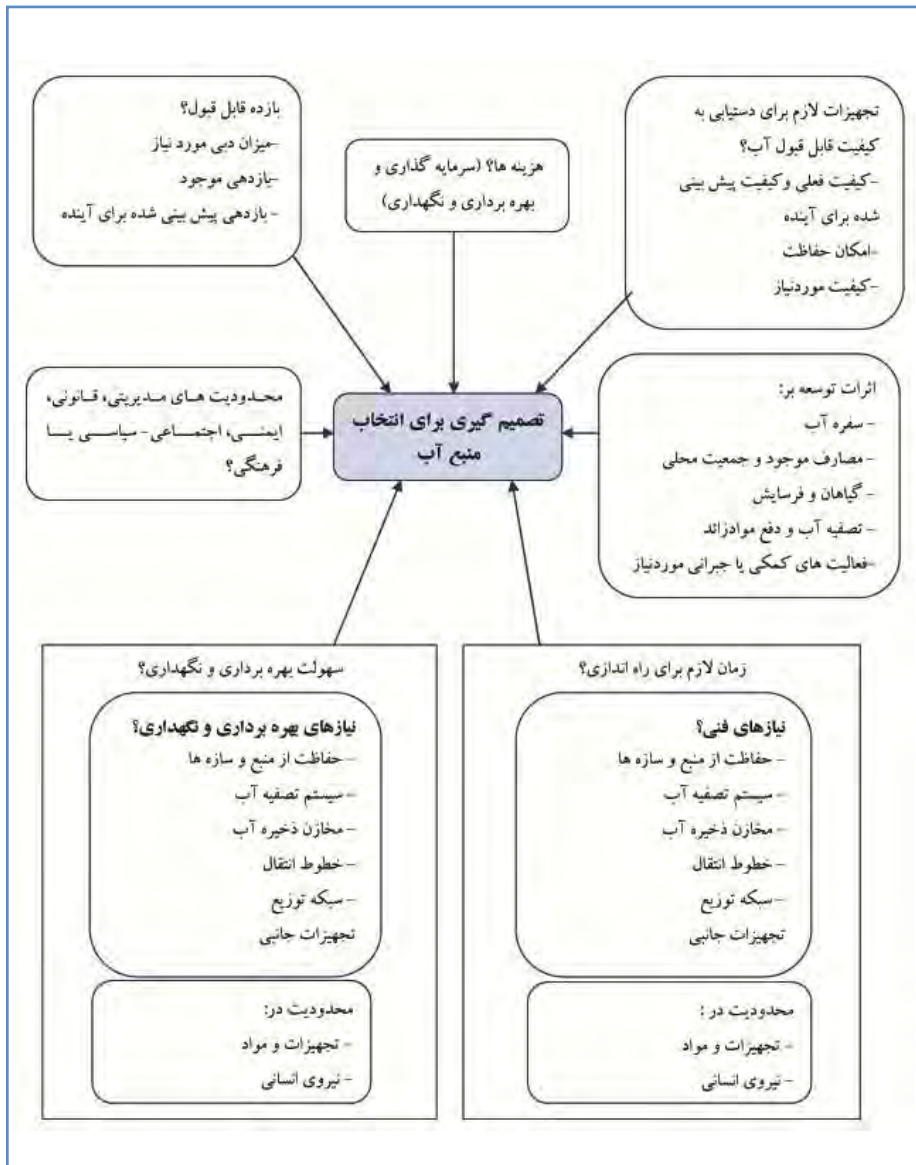 تجهیزات لازم برای دستیابی به
کیفیت قابل قبول آب؟
-کیفیت فعلی و کیفیت پیش بینی
شده برای آینده
-امکان حفاظت
-کیفیت موردنیاز
هزینه ها؟ (سرمایه گذاری و
بهره برداری و نگهداری)
بازده قابل قبول؟
-میزان دبی مورد نیاز
-بازدهی موجود
- بازدهی پیش بینی شده برای آینده
اثرات توسعه بر:
- سفره آب
- مصارف موجود و جمعیت محلی
- گیاهان و فرسایش
- تصفیه آب و دفع موادزائد
-فعالیت های کمکی یا جبرانی موردنیاز
تصمیم گیری برای انتخاب
منبع آب
محدودیت های مدیریتی، قانونی،
ایمنی، اجتماعی- سیاسی یا
فرهنگی؟
زمان لازم برای راه اندازی؟
نیازهای فنی؟
- حفاظت از منبع و سازه ها
- سیستم تصفیه آب
- مخازن ذخیره آب
- خطوط انتقال
- سبکه توزیع
تجهیزات جانبی
محدودیت در :
- تجهیزات و مواد
- نیروی انسانی
سهولت بهره برداری و نگهداری؟
نیازهای بهره برداری و نگهداری؟
- حفاظت از منبع و سازه ها
- سیستم تصفیه آب
- مخازن ذخیره آب
- خطوط انتقال
- سبکه توزیع
تجهیزات جانبی
محدودیت در:
- تجهیزات و مواد
- نیروی انسانی